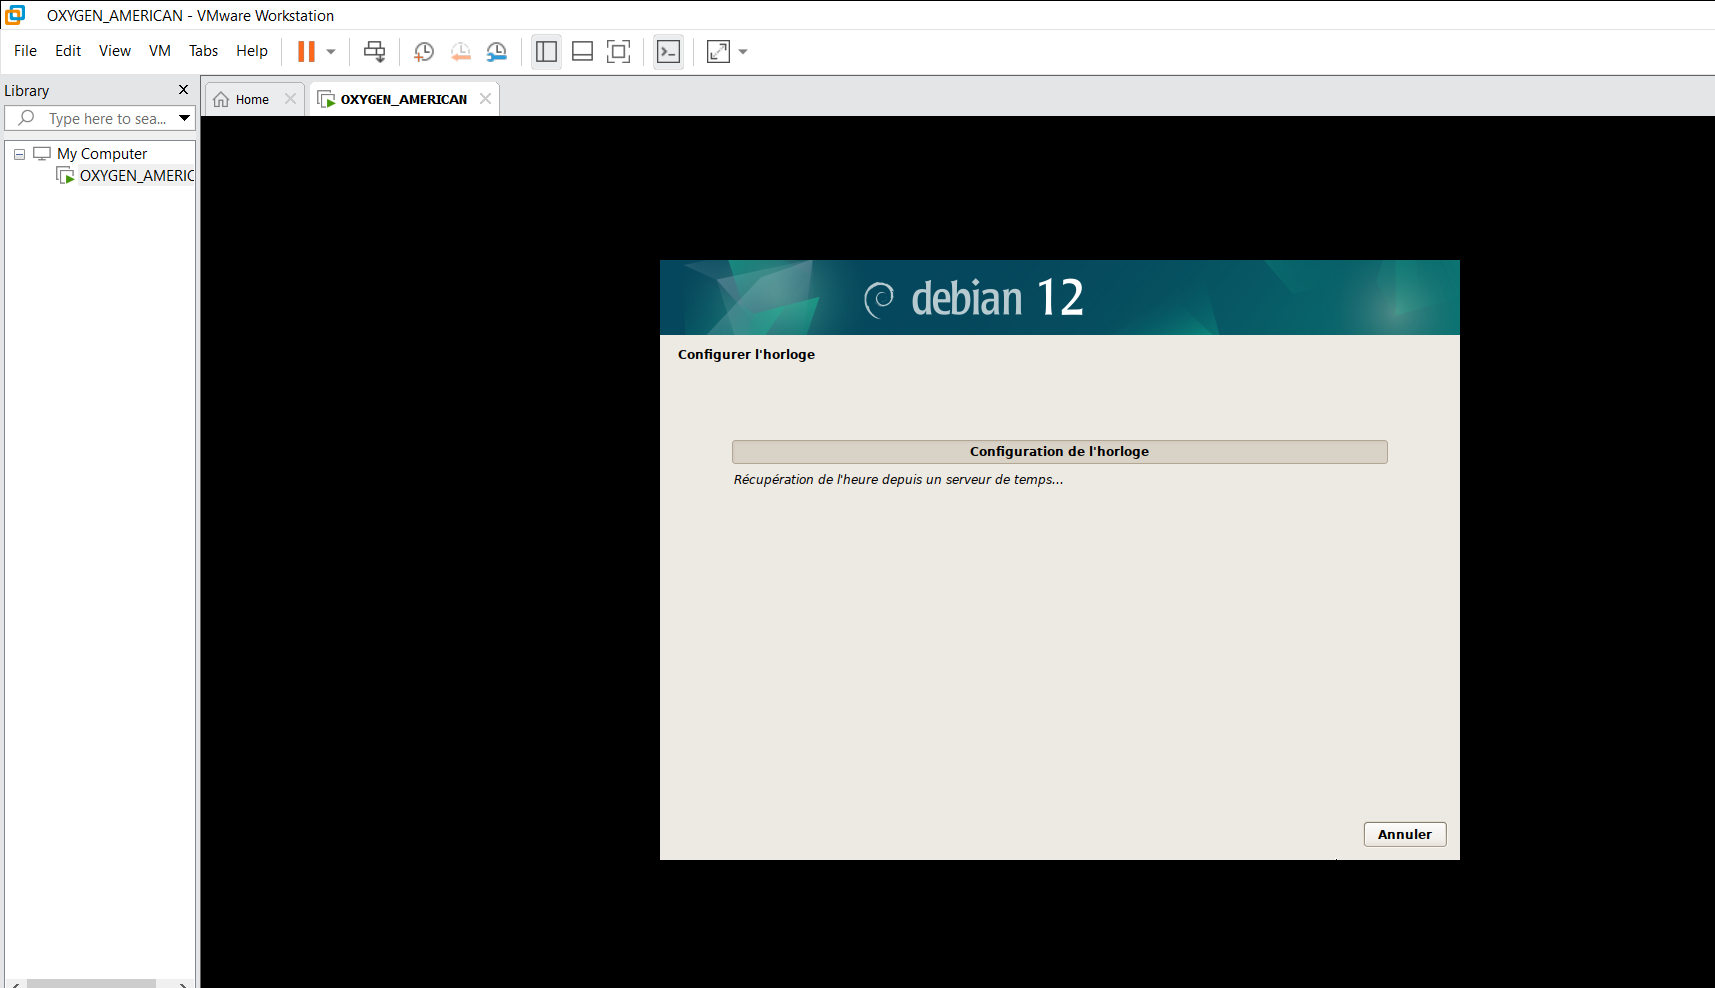 OXYGEN_AMERICAN - VMware Workstation
File Edit View VM Tabs Help
Library
Home OXYGEN_AMERICAN
Type here to sea...
My Computer
OXYGEN_AMERIC
debian 12
Configurer l'horloge
Configuration de l'horloge
Récupération de l'heure depuis un serveur de temps...
Annuler